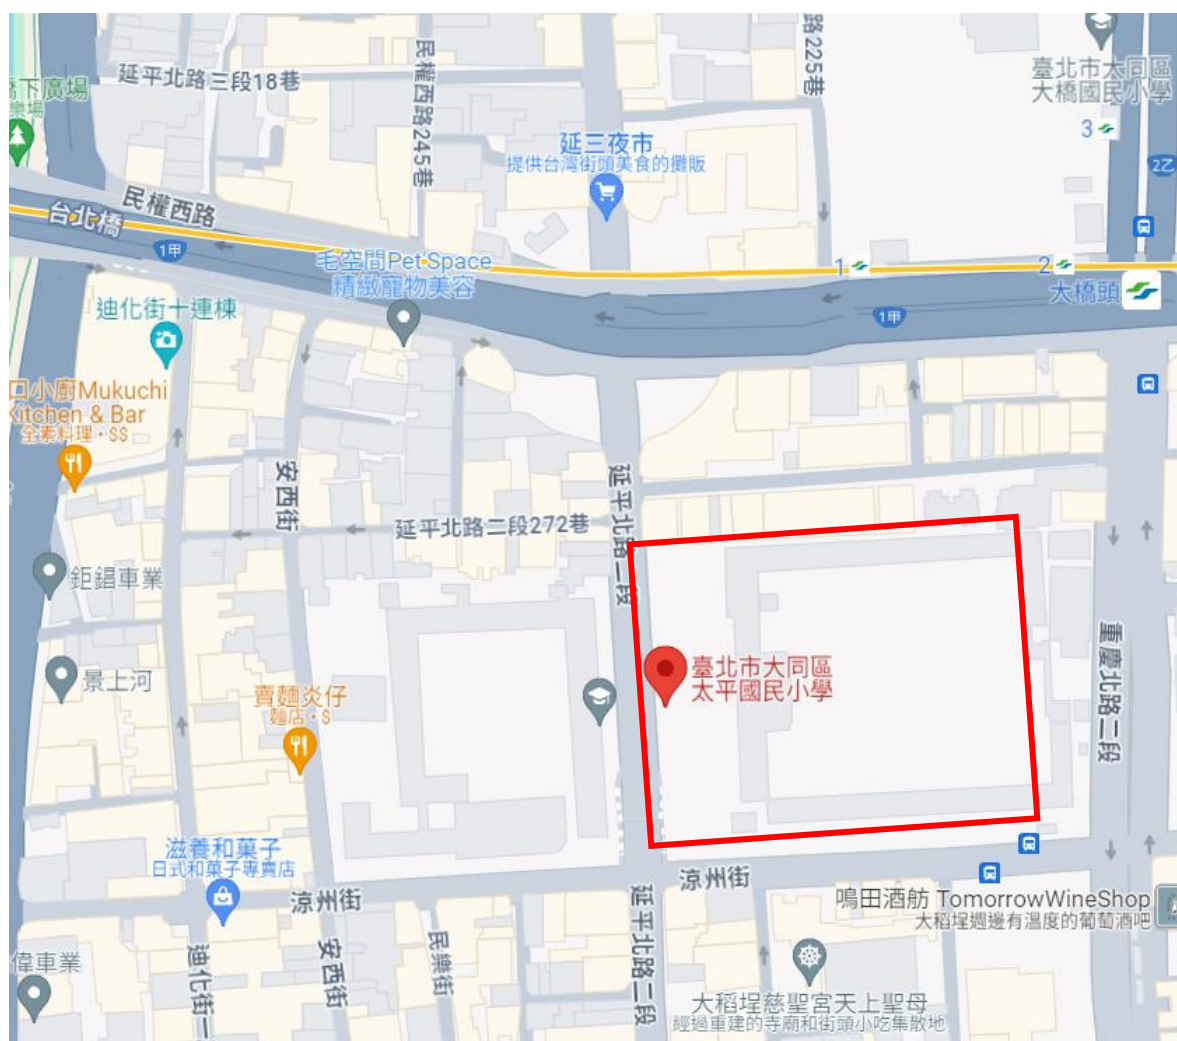 延平北路三段18巷
民權西路245巷
路225巷
臺北市大同區
大橋國民小學
3
2乙
下廣場
樂場
延三夜市
提供台灣街頭美食的攤販
民權西路
台北橋
1甲
毛空間Pet Space
精緻寵物美容
1
2
大橋頭
1甲
迪化街十連棟
口小廚Mukuchi
Kitchen & Bar
全素料理・$$
安西街
延平北路二段
延平北路二段272巷
鉅錩車業
景上河
賣麵炎仔
麵店・$
臺北市大同區
太平國民小學
重慶北路二段
滋養和菓子
日式和菓子專賣店
涼州街
涼州街
鳴田酒舫 TomorrowWineShop
大稻埕週邊有溫度的葡萄酒吧
偉車業
迪化街一
安西街
民樂街
延平北路二段
大稻埕慈聖宮天上聖母
經過重建的寺廟和街頭小吃集散地